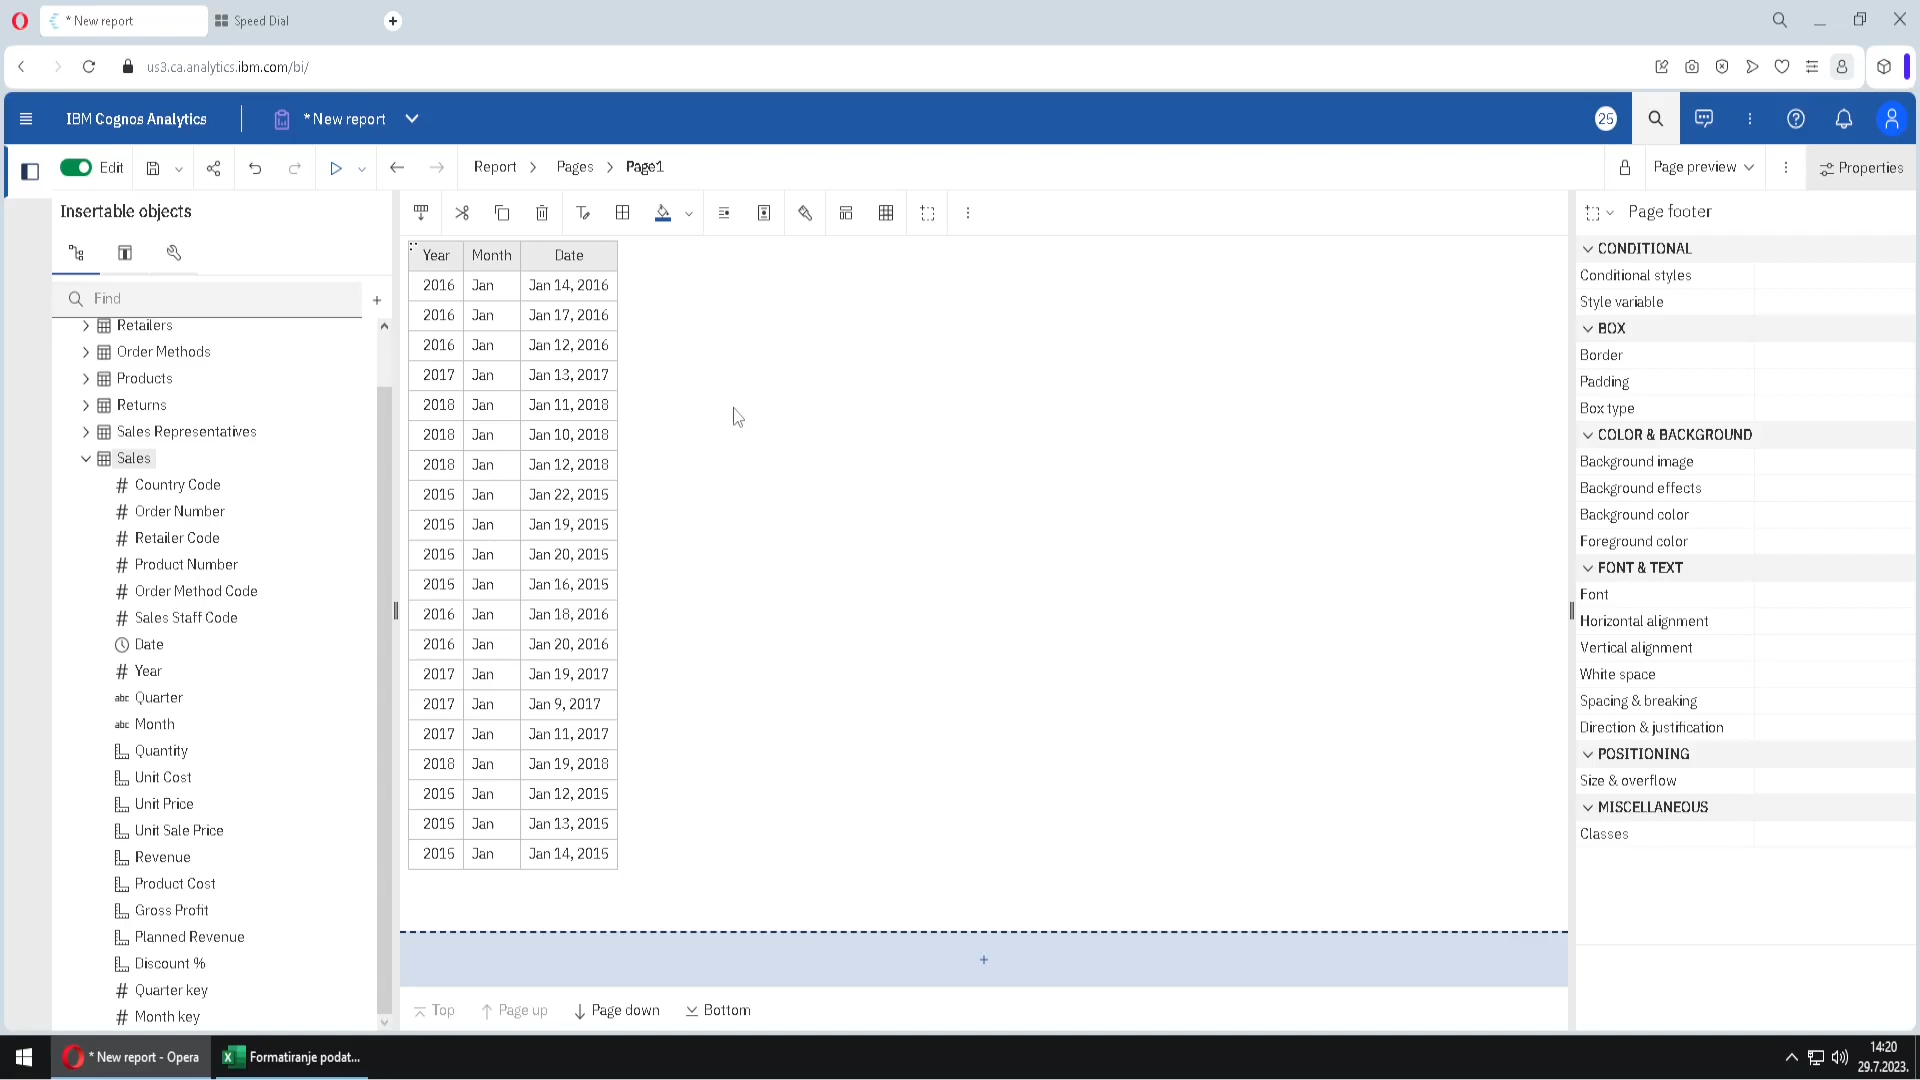 * New report
Speed Dial
us3.ca.analytics.ibm.com/bi/
IBM Cognos Analytics
* New report
25
Edit
Report
Pages
Page1
Page preview
Properties
Insertable objects
Find
Retailers
Order Methods
Products
Returns
Sales Representatives
Sales
# Country Code
# Order Number
# Retailer Code
# Product Number
# Order Method Code
# Sales Staff Code
Date
# Year
abc Quarter
abc Month
Quantity
Unit Cost
Unit Price
Unit Sale Price
Revenue
Product Cost
Gross Profit
Planned Revenue
Discount %
# Quarter key
# Month key
Year Month Date
2016 Jan Jan 14, 2016
2016 Jan Jan 17, 2016
2016 Jan Jan 12, 2016
2017 Jan Jan 13, 2017
2018 Jan Jan 11, 2018
2018 Jan Jan 10, 2018
2018 Jan Jan 12, 2018
2015 Jan Jan 22, 2015
2015 Jan Jan 19, 2015
2015 Jan Jan 20, 2015
2015 Jan Jan 16, 2015
2016 Jan Jan 18, 2016
2016 Jan Jan 20, 2016
2017 Jan Jan 19, 2017
2017 Jan Jan 9, 2017
2017 Jan Jan 11, 2017
2018 Jan Jan 19, 2018
2015 Jan Jan 12, 2015
2015 Jan Jan 13, 2015
2015 Jan Jan 14, 2015
Top
Page up
Page down
Bottom
Page footer
CONDITIONAL
Conditional styles
Style variable
BOX
Border
Padding
Box type
COLOR & BACKGROUND
Background image
Background effects
Background color
Foreground color
FONT & TEXT
Font
Horizontal alignment
Vertical alignment
White space
Spacing & breaking
Direction & justification
POSITIONING
Size & overflow
MISCELLANEOUS
Classes
* New report - Opera
Formatiranje podat...
14:20
29.7.2023.